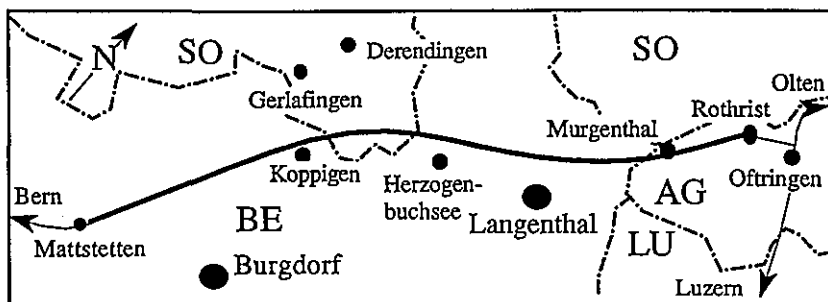 N
SO
Derendingen
SO
Gerlafingen
Olten
Rothrist
Murgenthal
Koppigen
Herzogen-
buchsee
Oftringen
Bern
Mattstetten
BE
Langenthal
AG
LU
Burgdorf
Luzern